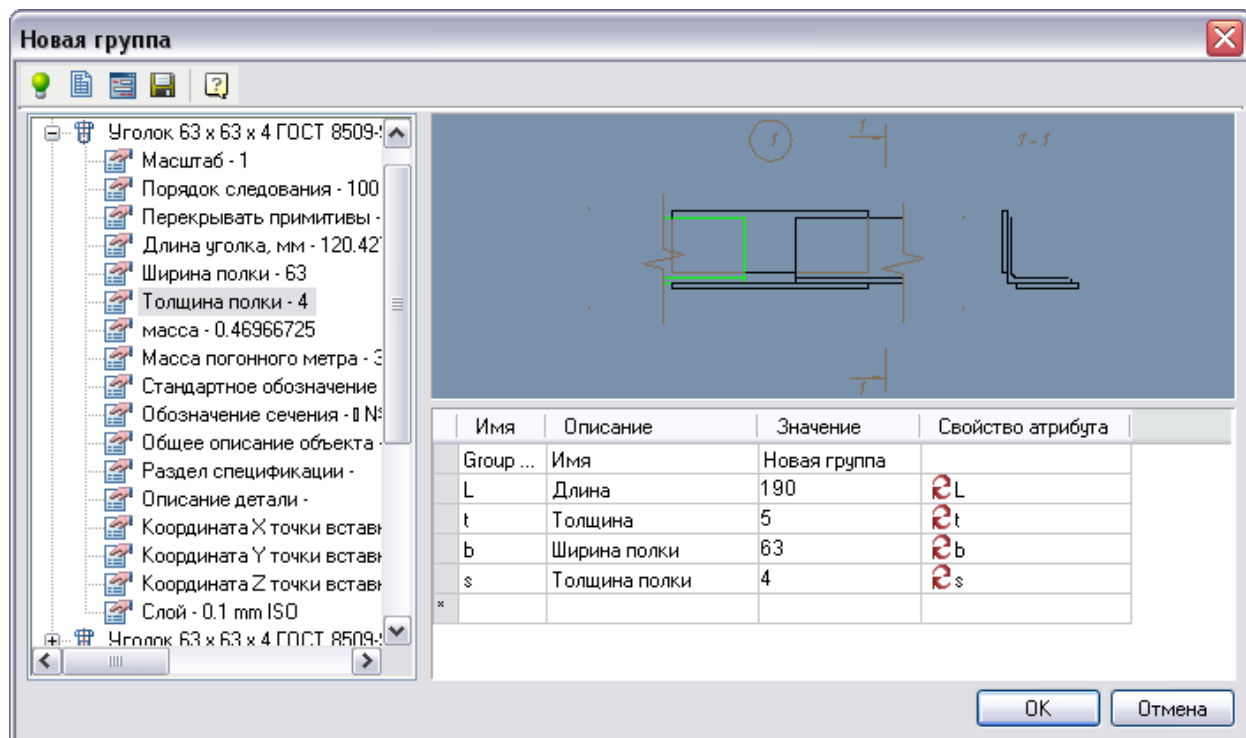 Новая группа
Уголок 63 x 63 x 4 ГОСТ 8509-
Масштаб - 1
Порядок следования - 100
Перекрывать примитивы -
Длина уголка, мм - 120.42
Ширина полки - 63
Толщина полки - 4
масса - 0.46966725
Масса погонного метра - 3
Стандартное обозначение
Обозначение сечения -
Общее описание объекта -
Раздел спецификации -
Описание детали -
Координата X точки встав
Координата Y точки встав
Координата Z точки встав
Слой - 0.1 mm ISO
Уголок 63 x 63 x 4 ГОСТ 8509-
1 1 1-1
1
Имя Описание Значение Свойство атрибута
Group ... Имя Новая группа
L Длина 190 L
t Толщина 5 t
b Ширина полки 63 b
s Толщина полки 4 s
OK Отмена